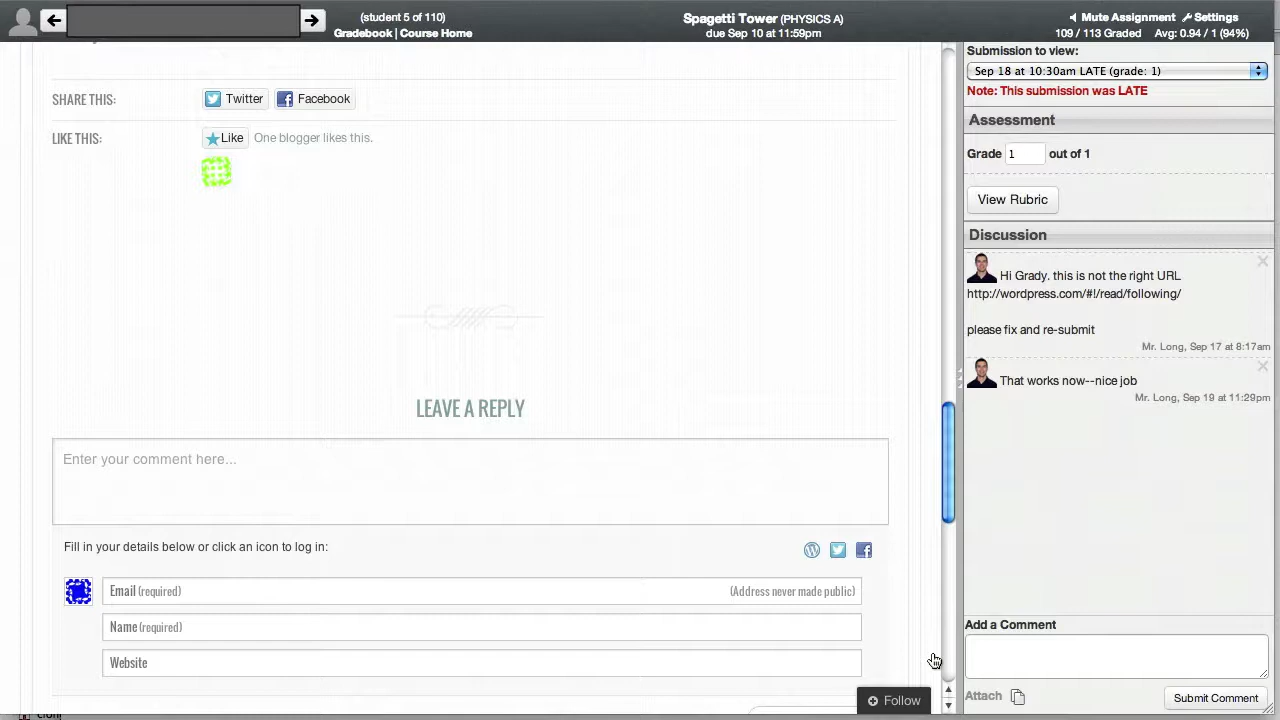 (student 5 of 110)
Gradebook | Course Home
Spagetti Tower (PHYSICS A)
due Sep 10 at 11:59pm
Mute Assignment Settings
109 / 113 Graded Avg: 0.94 / 1 (94%)
SHARE THIS: Twitter Facebook
LIKE THIS: Like One blogger likes this.
LEAVE A REPLY
Enter your comment here...
Fill in your details below or click an icon to log in:
Email (required) (Address never made public)
Name (required)
Website
Follow
Submission to view:
Sep 18 at 10:30am LATE (grade: 1)
Note: This submission was LATE
Assessment
Grade 1 out of 1
View Rubric
Discussion
Hi Grady. this is not the right URL
http://wordpress.com/#!/read/following/
please fix and re-submit
Mr. Long, Sep 17 at 8:17am
That works now--nice job
Mr. Long, Sep 19 at 11:29pm
Add a Comment
Attach
Submit Comment